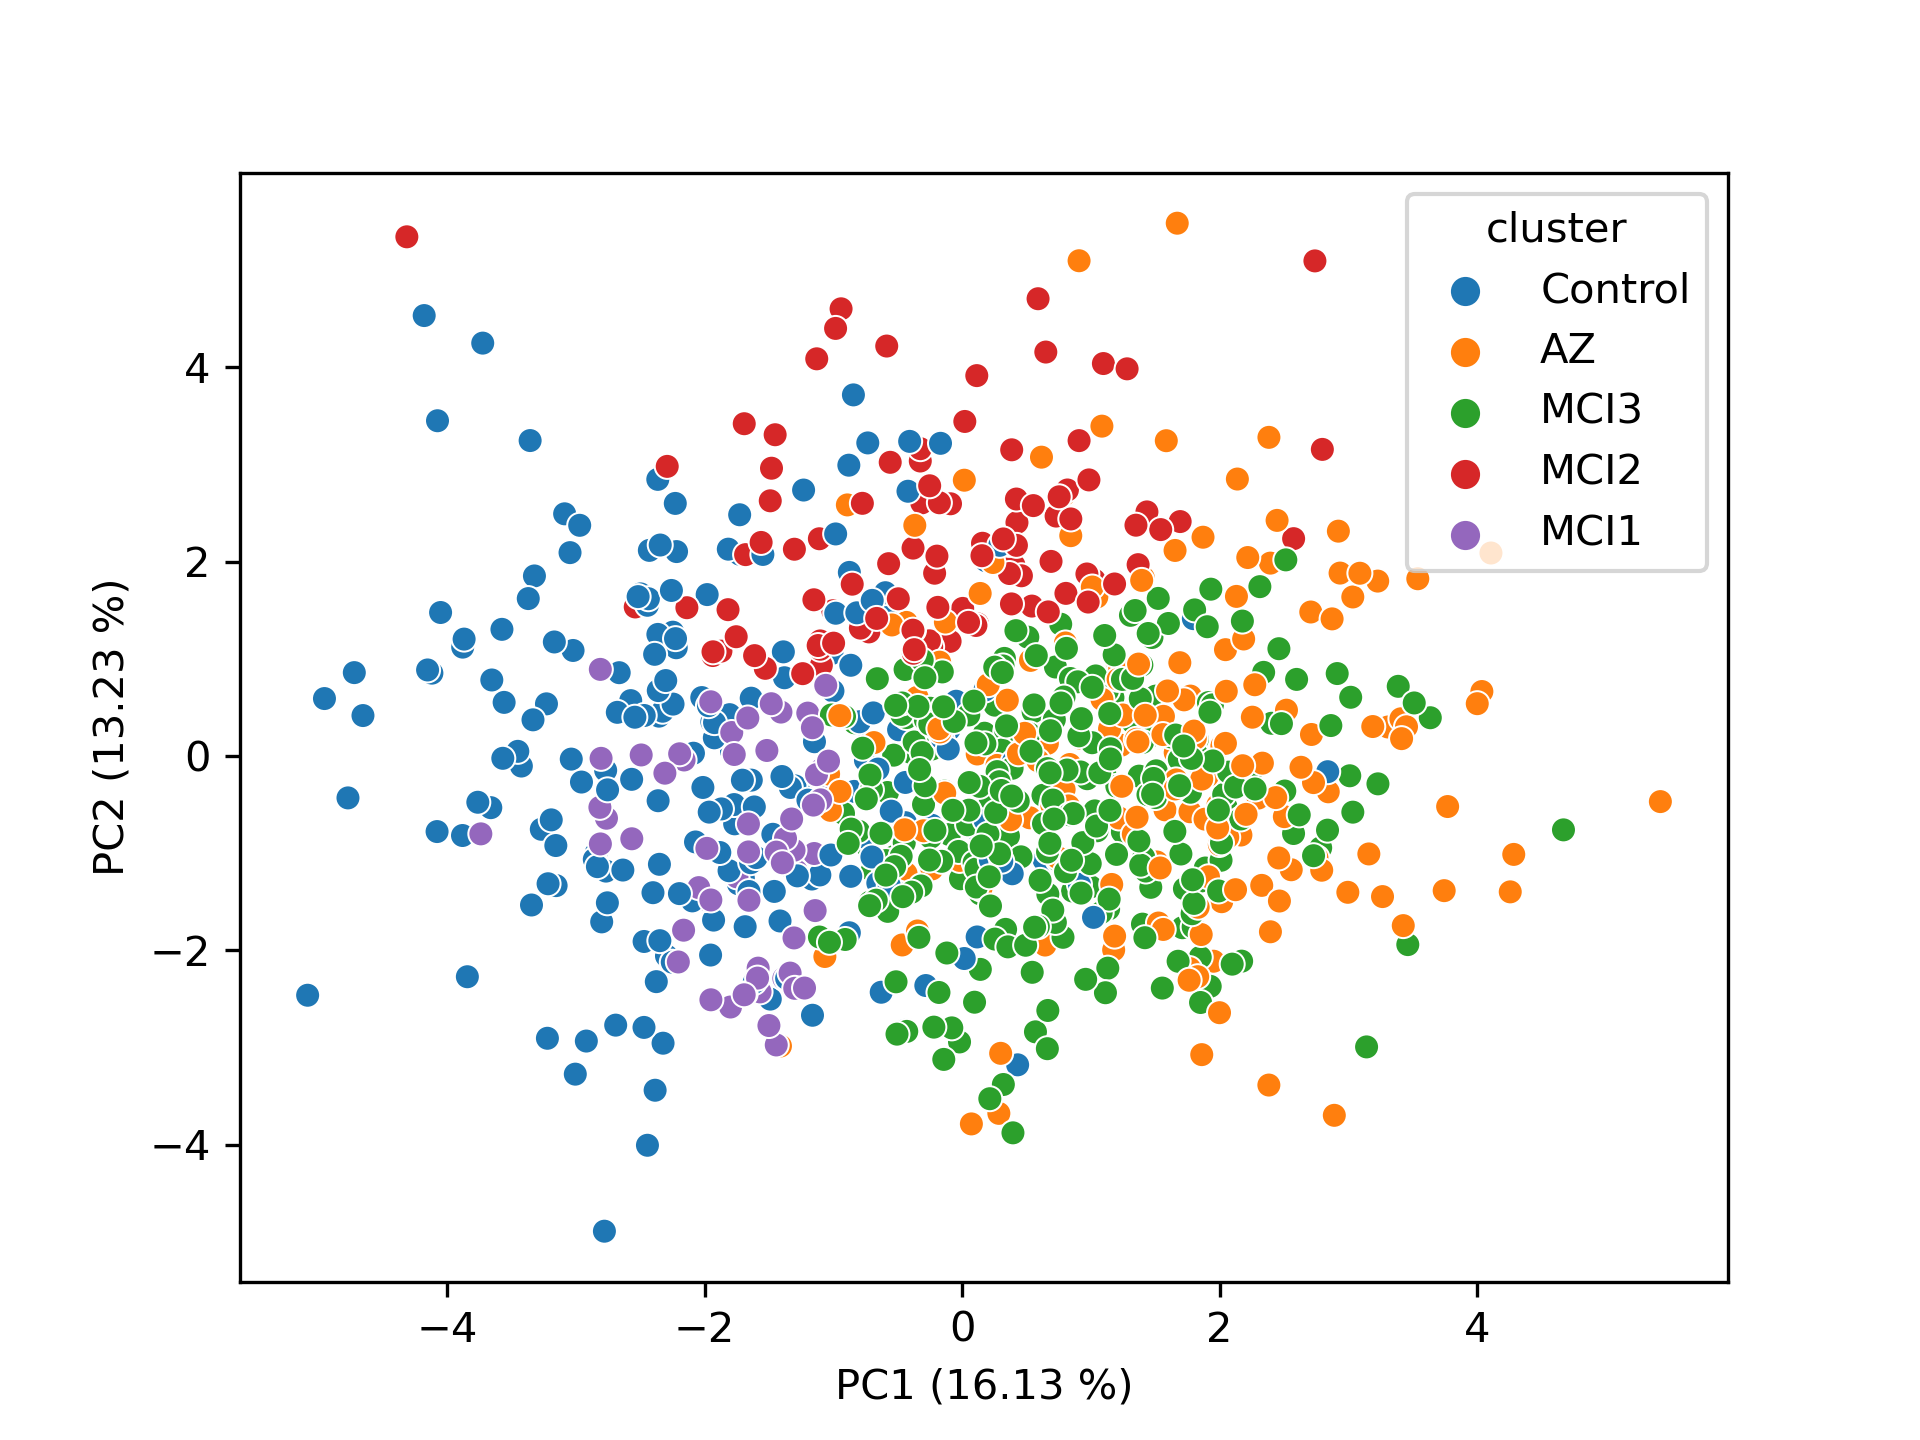 cluster
Control
AZ
MCI3
MCI2
MCI1
4
2
0
−2
−4
PC2 (13.23 %)
−4 −2 0 2 4
PC1 (16.13 %)